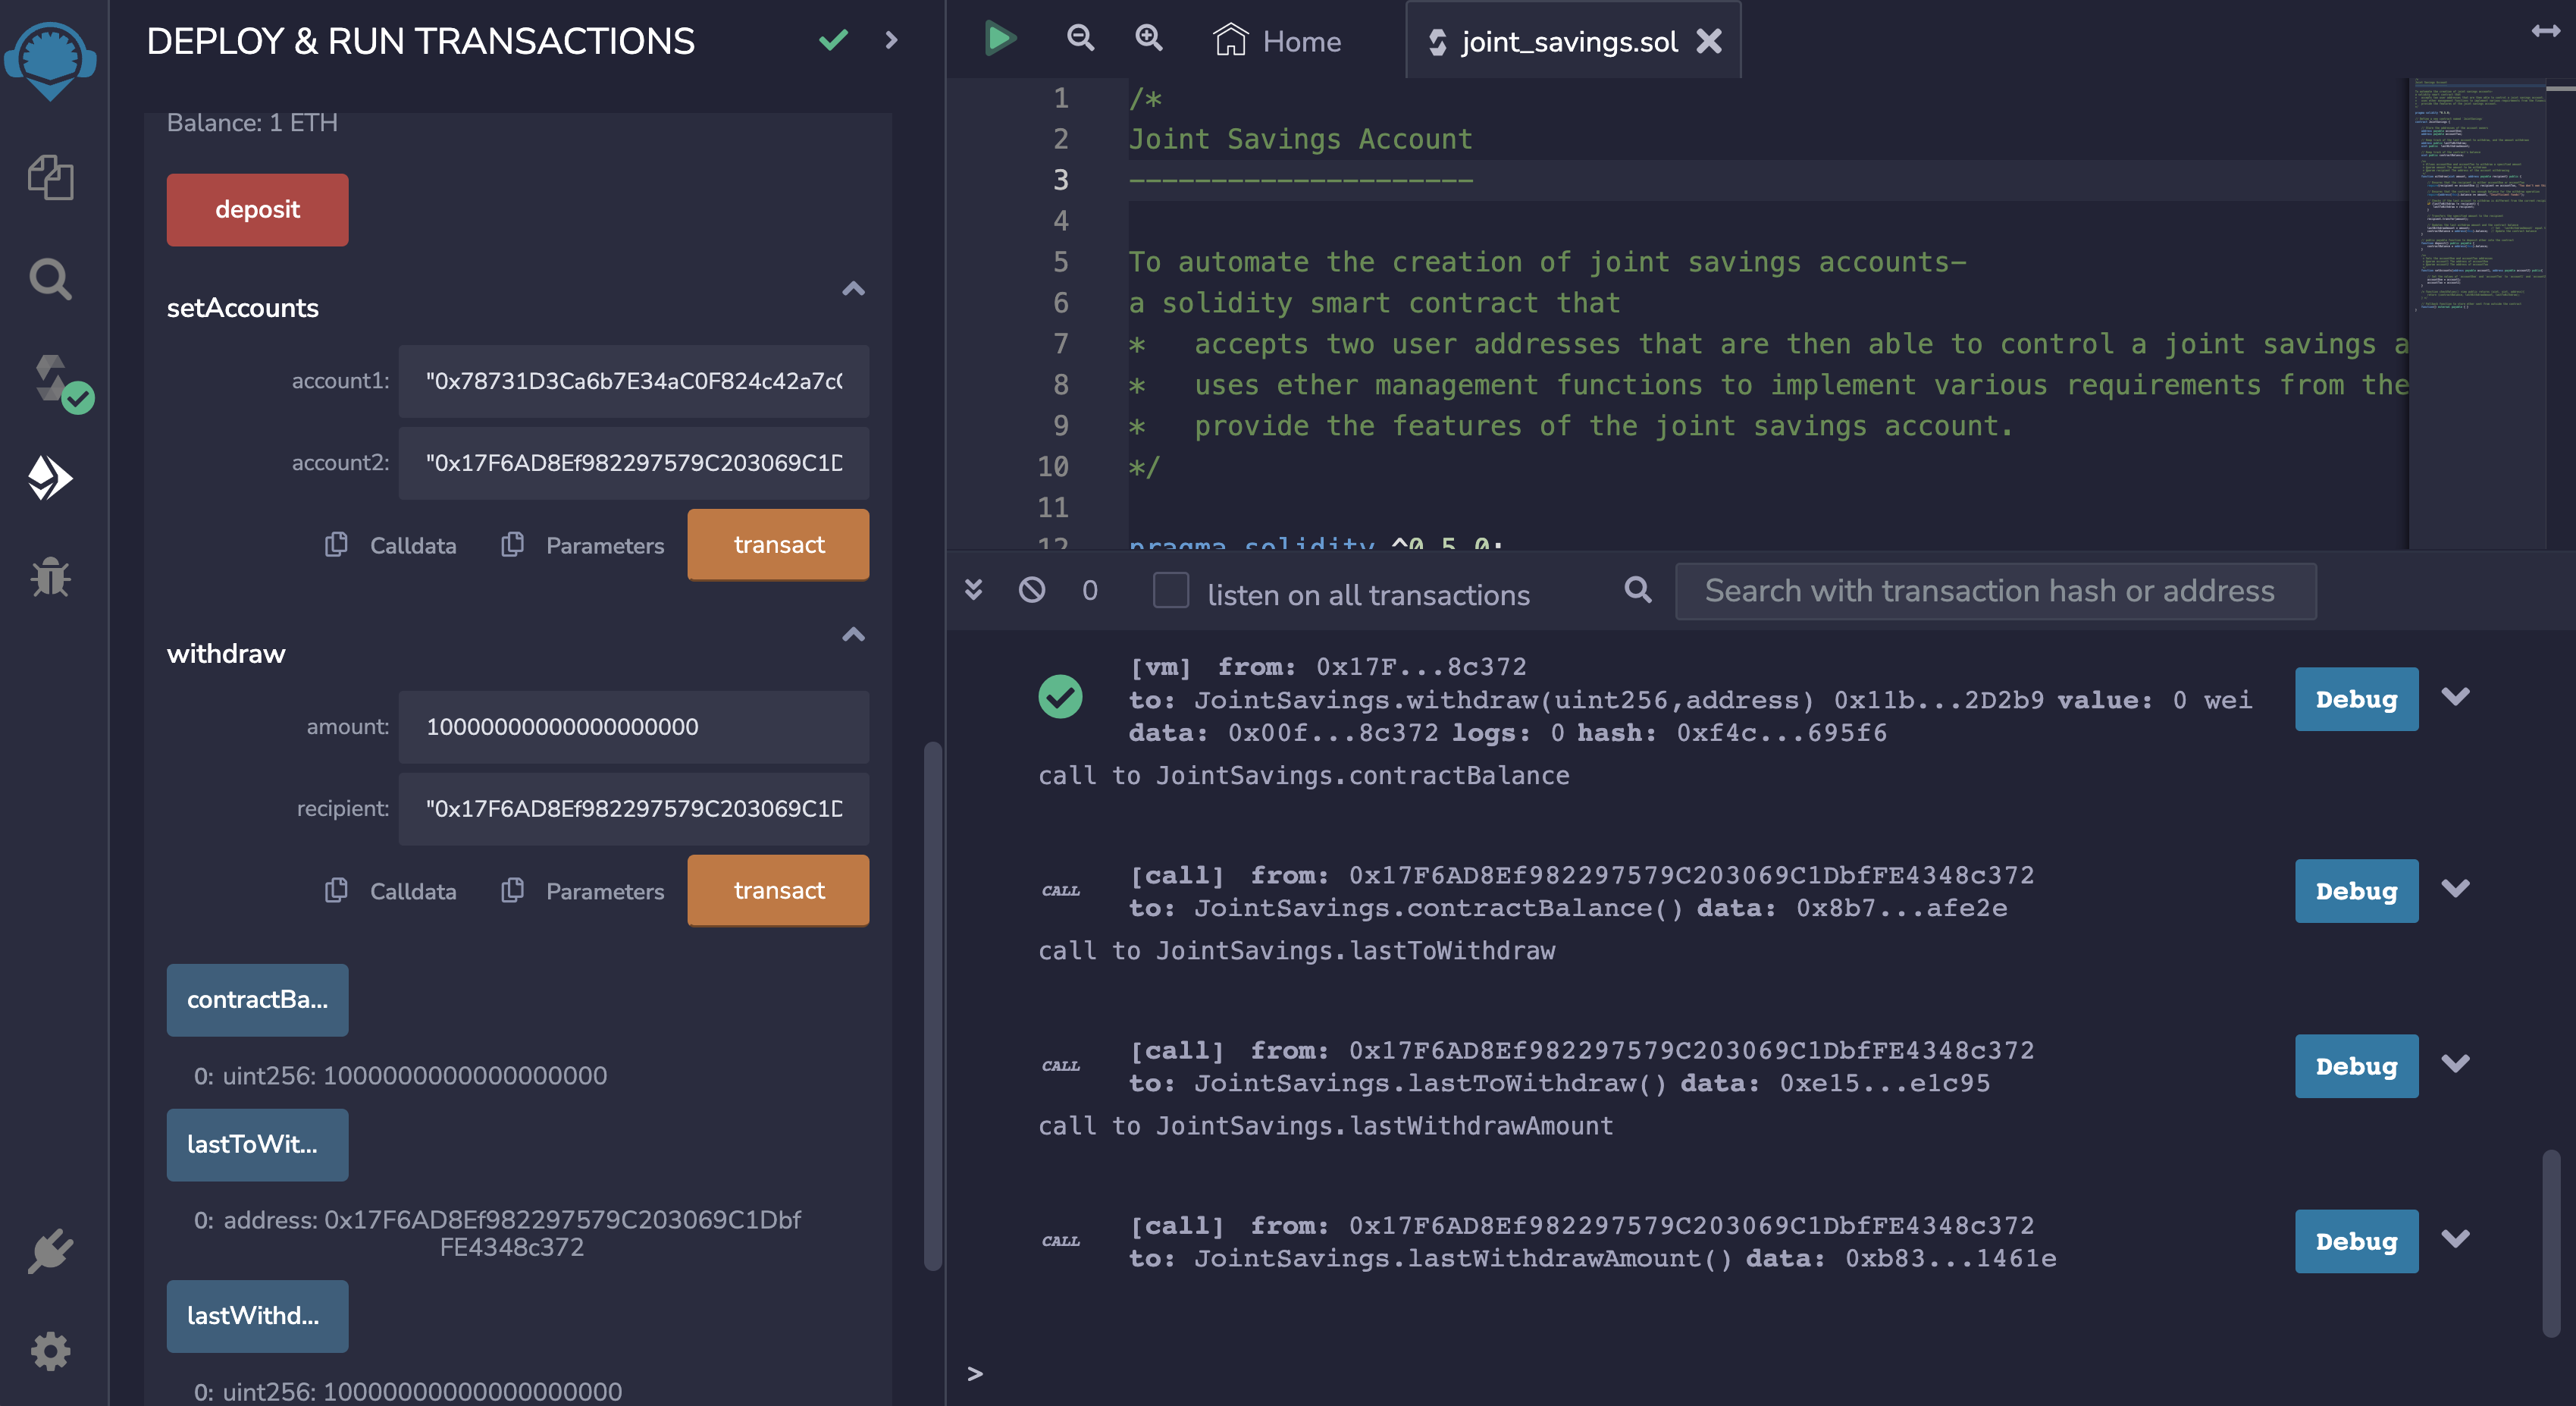 DEPLOY & RUN TRANSACTIONS
Balance: 1 ETH
deposit
setAccounts
account1: "0x78731D3Ca6b7E34aC0F824c42a7c
account2: "0x17F6AD8Ef982297579C203069C1D
Calldata Parameters transact
withdraw
amount: 10000000000000000000
recipient: "0x17F6AD8Ef982297579C203069C1D
Calldata Parameters transact
contractBa...
0: uint256: 1000000000000000000
lastToWit...
0: address: 0x17F6AD8Ef982297579C203069C1Dbf
FE4348c372
lastWithd...
0: uint256: 10000000000000000000
Home joint_savings.sol
1 /*
2 Joint Savings Account
3 ---------------------
4
5 To automate the creation of joint savings accounts-
6 a solidity smart contract that
7 * accepts two user addresses that are then able to control a joint savings a
8 * uses ether management functions to implement various requirements from the
9 * provide the features of the joint savings account.
10 */
11
12 pragma solidity ^0.5.0;
0 listen on all transactions Search with transaction hash or address
[vm] from: 0x17F...8c372
to: JointSavings.withdraw(uint256,address) 0x11b...2D2b9 value: 0 wei
data: 0x00f...8c372 logs: 0 hash: 0xf4c...695f6
Debug
call to JointSavings.contractBalance
CALL [call] from: 0x17F6AD8Ef982297579C203069C1DbfFE4348c372
to: JointSavings.contractBalance() data: 0x8b7...afe2e
Debug
call to JointSavings.lastToWithdraw
CALL [call] from: 0x17F6AD8Ef982297579C203069C1DbfFE4348c372
to: JointSavings.lastToWithdraw() data: 0xe15...e1c95
Debug
call to JointSavings.lastWithdrawAmount
CALL [call] from: 0x17F6AD8Ef982297579C203069C1DbfFE4348c372
to: JointSavings.lastWithdrawAmount() data: 0xb83...1461e
Debug
>